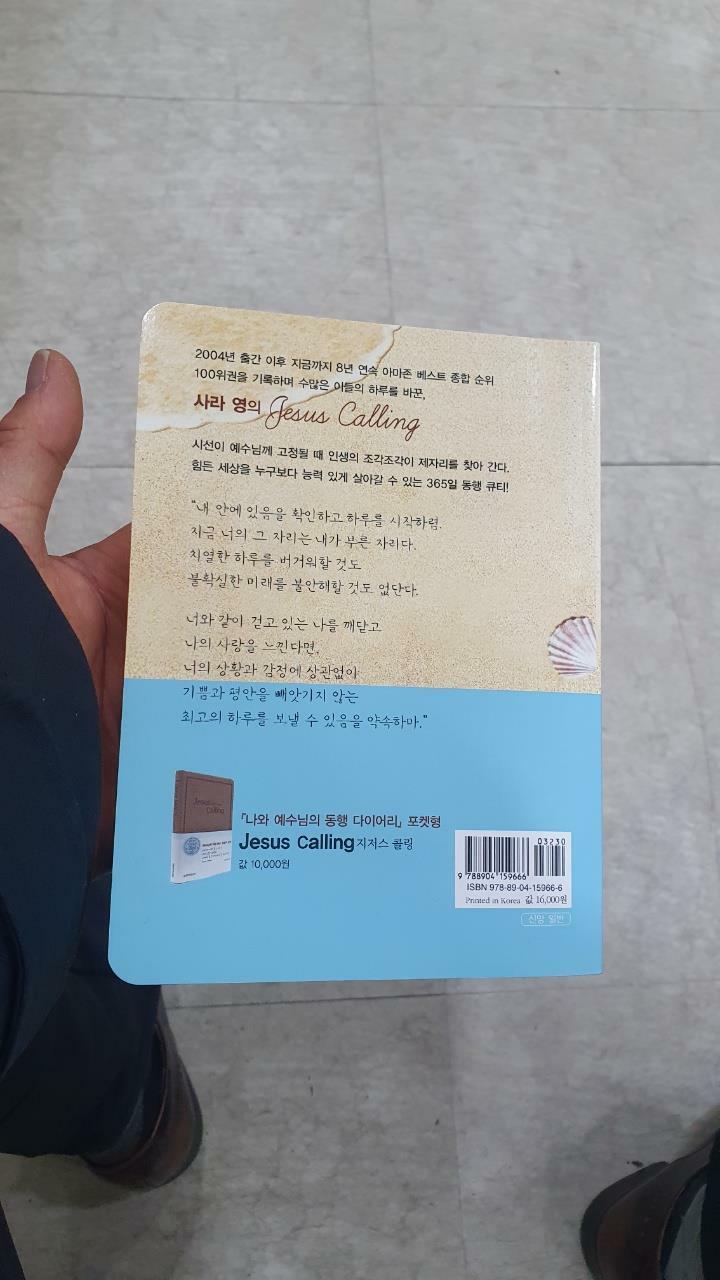 2004년 출간 이후 지금까지 8년 연속 아마존 베스트 종합 순위
100위권을 기록하며 수많은 이들의 하루를 바꾼,
사라 영의 Jesus Calling
시선이 예수님께 고정될 때 인생의 조각조각이 제자리를 찾아 간다.
힘든 세상을 누구보다 능력 있게 살아갈 수 있는 365일 동행 큐티!
"내 안에 있음을 확인하고 하루를 시작하렴.
지금 너의 그 자리는 내가 부른 자리다.
치열한 하루를 버거워할 것도
불확실한 미래를 불안해할 것도 없단다.
너와 같이 걷고 있는 나를 깨닫고
나의 사랑을 느낀다면,
너의 상황과 감정에 상관없이
기쁨과 평안을 빼앗기지 않는
최고의 하루를 보낼 수 있음을 약속하마."
Jesus Calling
『나와 예수님의 동행 다이어리』 포켓형
Jesus Calling 지저스 콜링
값 10,000원
03230
9 788904 159666
ISBN 978-89-04-15966-6
Printed in Korea 값 16,000원
신앙 일반